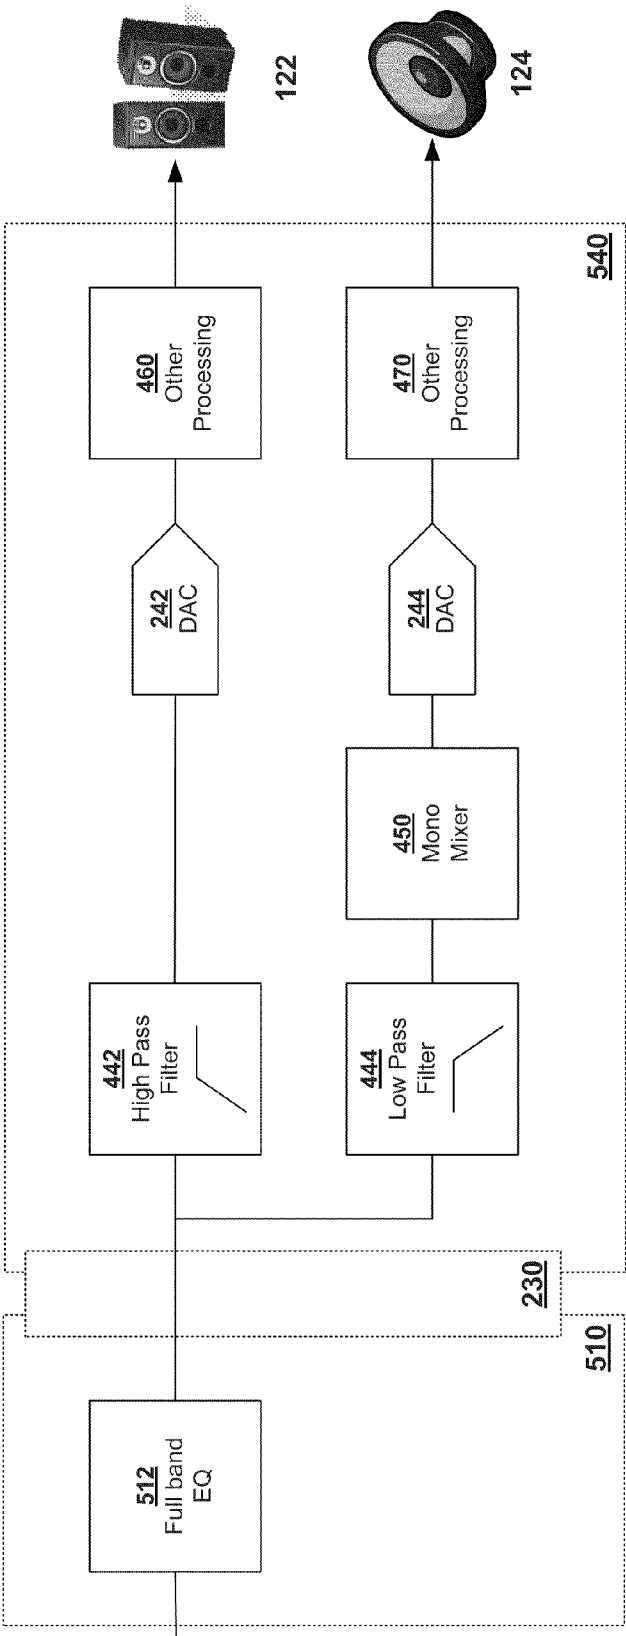 512
Full band
EQ
510
230
442
High Pass
Filter
444
Low Pass
Filter
450
Mono
Mixer
242
DAC
244
DAC
460
Other
Processing
470
Other
Processing
540
122
124